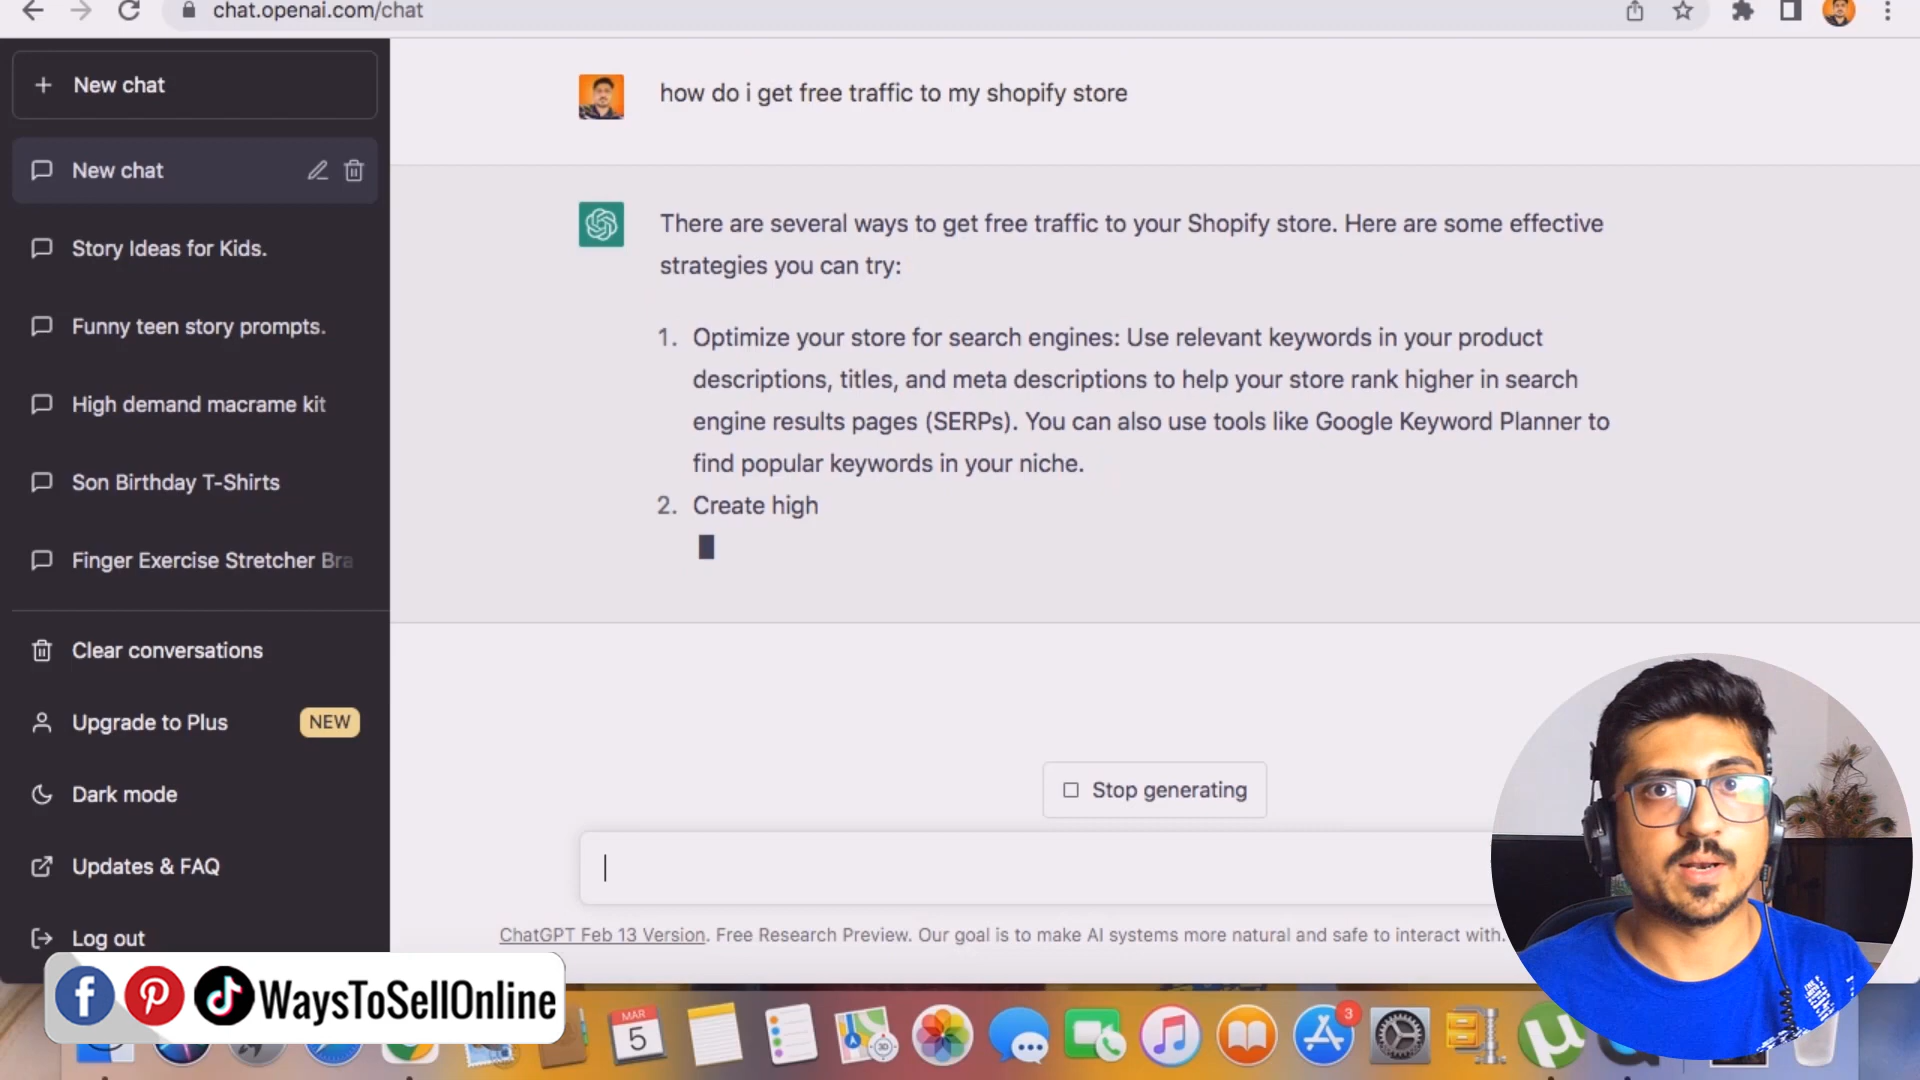 chat.openai.com/chat
New chat
New chat
Story Ideas for Kids.
Funny teen story prompts.
High demand macrame kit
Son Birthday T-Shirts
Finger Exercise Stretcher Bra
Clear conversations
Upgrade to Plus NEW
Dark mode
Updates & FAQ
Log out
how do i get free traffic to my shopify store
There are several ways to get free traffic to your Shopify store. Here are some effective
strategies you can try:
1. Optimize your store for search engines: Use relevant keywords in your product
descriptions, titles, and meta descriptions to help your store rank higher in search
engine results pages (SERPs). You can also use tools like Google Keyword Planner to
find popular keywords in your niche.
2. Create high
Stop generating
ChatGPT Feb 13 Version. Free Research Preview. Our goal is to make AI systems more natural and safe to interact with.
WaysToSellOnline
MAR
5
3D
3